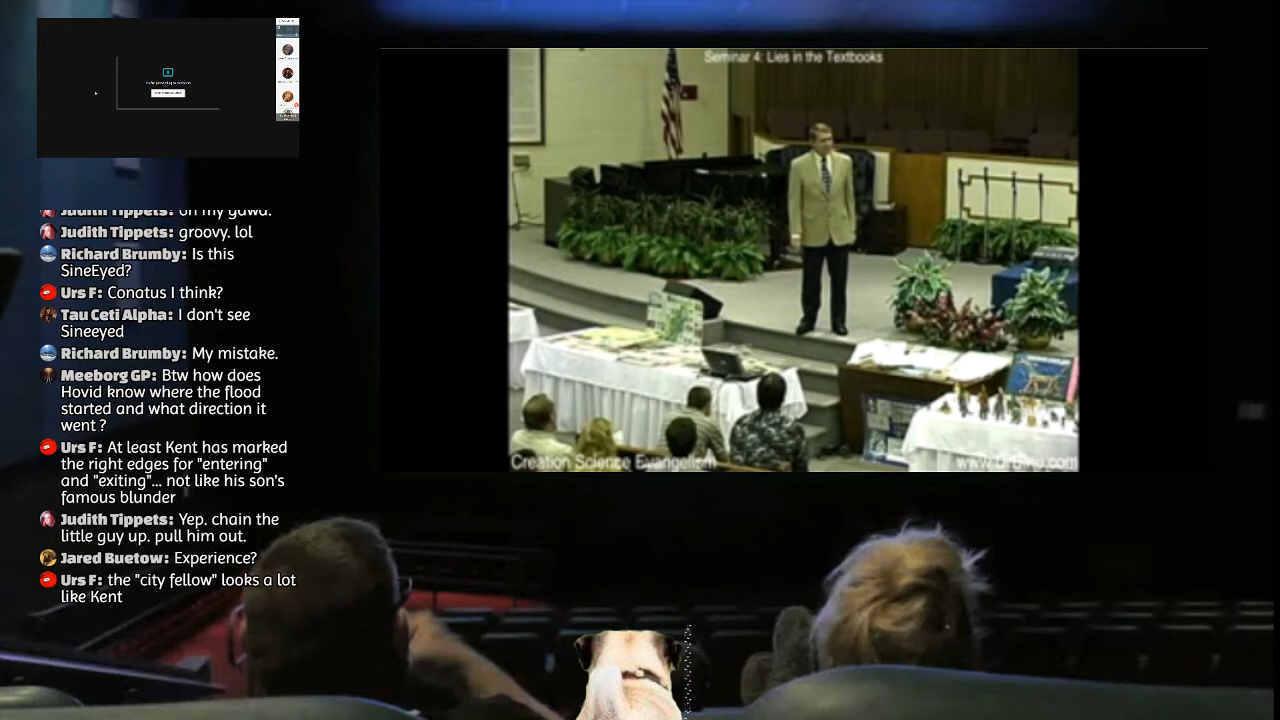 Seminar 4: Lies in the Textbooks
Judith Tippets: oh my gawd.
Judith Tippets: groovy. lol
Richard Brumby: Is this
SineEyed?
Urs F: Conatus I think?
Tau Ceti Alpha: I don't see
Sineeyed
Richard Brumby: My mistake.
Meeborg GP: Btw how does
Hovid know where the flood
started and what direction it
went ?
Urs F: At least Kent has marked
the right edges for "entering"
and "exiting"... not like his son's
famous blunder
Judith Tippets: Yep. chain the
little guy up. pull him out.
Jared Buetow: Experience?
Urs F: the "city fellow" looks a lot
like Kent
Creation Science Evangelism